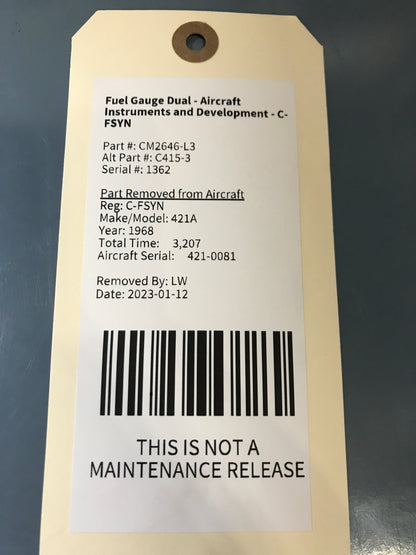 Fuel Gauge Dual - Aircraft
Instruments and Development - C-
FSYN
Part #: CM2646-L3
Alt Part #: C415-3
Serial #: 1362
Part Removed from Aircraft
Reg: C-FSYN
Make/Model: 421A
Year: 1968
Total Time: 3,207
Aircraft Serial: 421-0081
Removed By: LW
Date: 2023-01-12
THIS IS NOT A
MAINTENANCE RELEASE